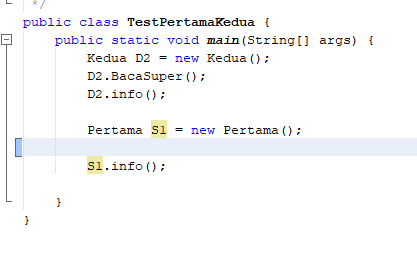 */
public class TestPertamaKedua {
public static void main(String[] args) {
Kedua D2 = new Kedua();
D2.BacaSuper();
D2.info();
Pertama S1 = new Pertama();
S1.info();
}
}